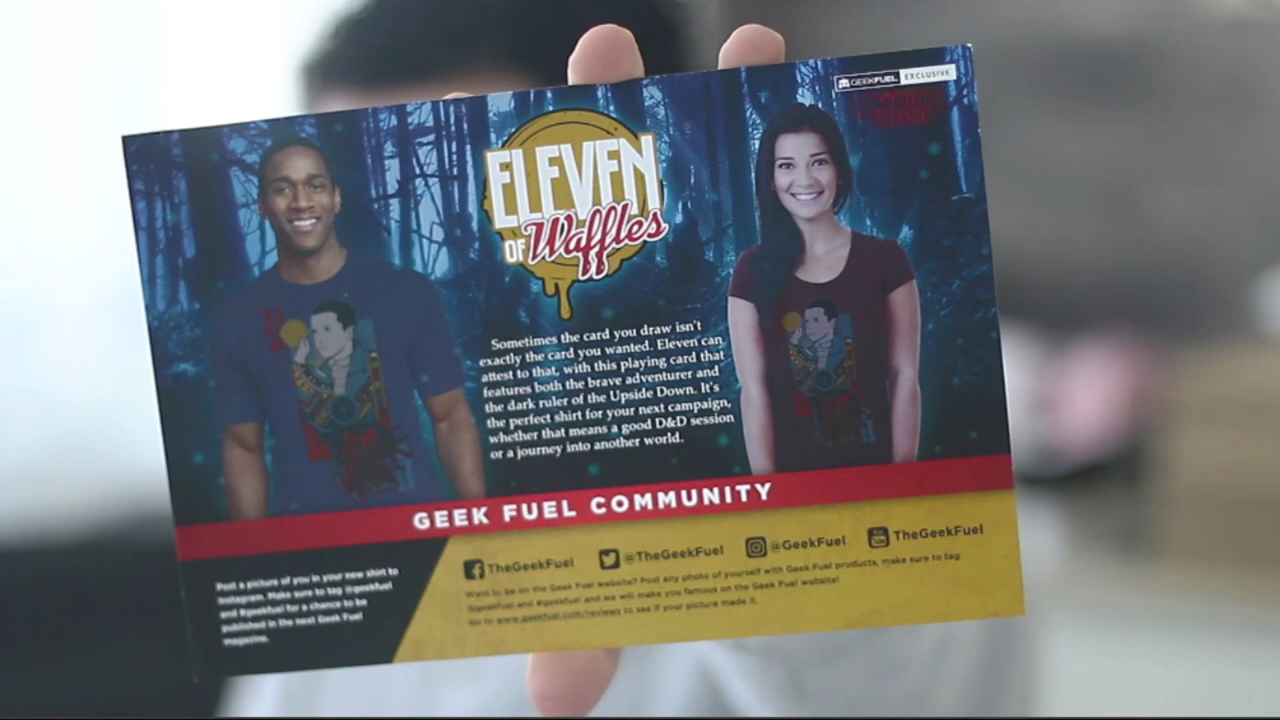 GEEKFUEL EXCLUSIVE
ELEVEN
OF Waffles
Sometimes the card you draw isn't
exactly the card you wanted. Eleven can
attest to that, with this playing card that
features both the brave adventurer and
the dark ruler of the Upside Down. It's
the perfect shirt for your next campaign,
whether that means a good D&D session
or a journey into another world.
GEEK FUEL COMMUNITY
Post a picture of you in your new shirt to
Instagram. Make sure to tag @geekfuel
and #geekfuel for a chance to be
published in the next Geek Fuel
magazine.
TheGeekFuel
@TheGeekFuel
@GeekFuel
You Tube
TheGeekFuel
Want to be on the Geek Fuel website? Post any photo of yourself with Geek Fuel products, make sure to tag
@geekfuel and #geekfuel and we will make you famous on the Geek Fuel website!
Go to www.geekfuel.com/reviews to see if your picture made it.